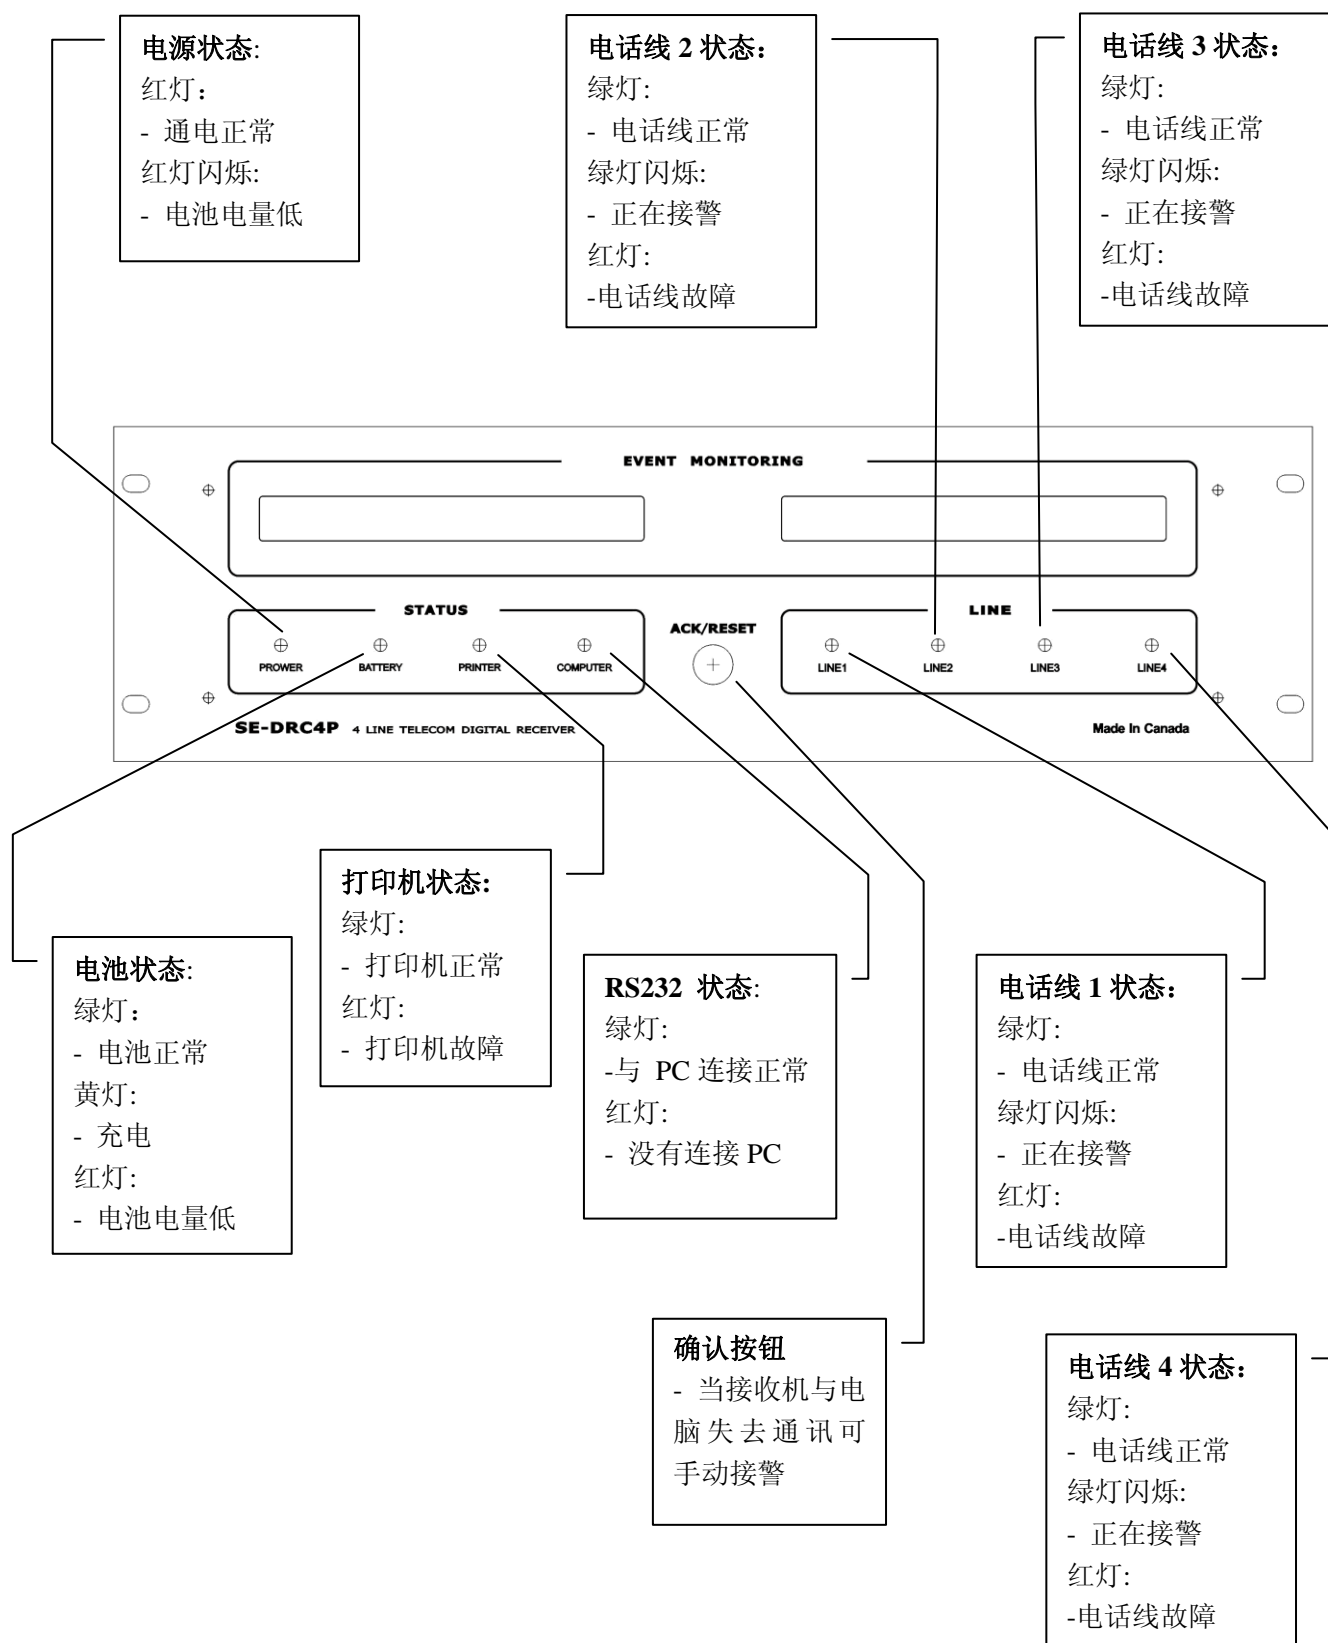 电源状态:
红灯：
- 通电正常
红灯闪烁:
- 电池电量低
电话线 2 状态：
绿灯:
- 电话线正常
绿灯闪烁:
- 正在接警
红灯:
-电话线故障
电话线 3 状态：
绿灯:
- 电话线正常
绿灯闪烁:
- 正在接警
红灯:
-电话线故障
EVENT MONITORING
STATUS
PROWER
BATTERY
PRINTER
COMPUTER
ACK/RESET
LINE
LINE1
LINE2
LINE3
LINE4
SE-DRC4P 4 LINE TELECOM DIGITAL RECEIVER
Made In Canada
电池状态:
绿灯：
- 电池正常
黄灯:
- 充电
红灯:
- 电池电量低
打印机状态:
绿灯:
- 打印机正常
红灯:
- 打印机故障
RS232 状态:
绿灯:
-与 PC 连接正常
红灯:
- 没有连接 PC
电话线 1 状态：
绿灯:
- 电话线正常
绿灯闪烁:
- 正在接警
红灯:
-电话线故障
确认按钮
- 当接收机与电
脑失去通讯可
手动接警
电话线 4 状态：
绿灯:
- 电话线正常
绿灯闪烁:
- 正在接警
红灯:
-电话线故障